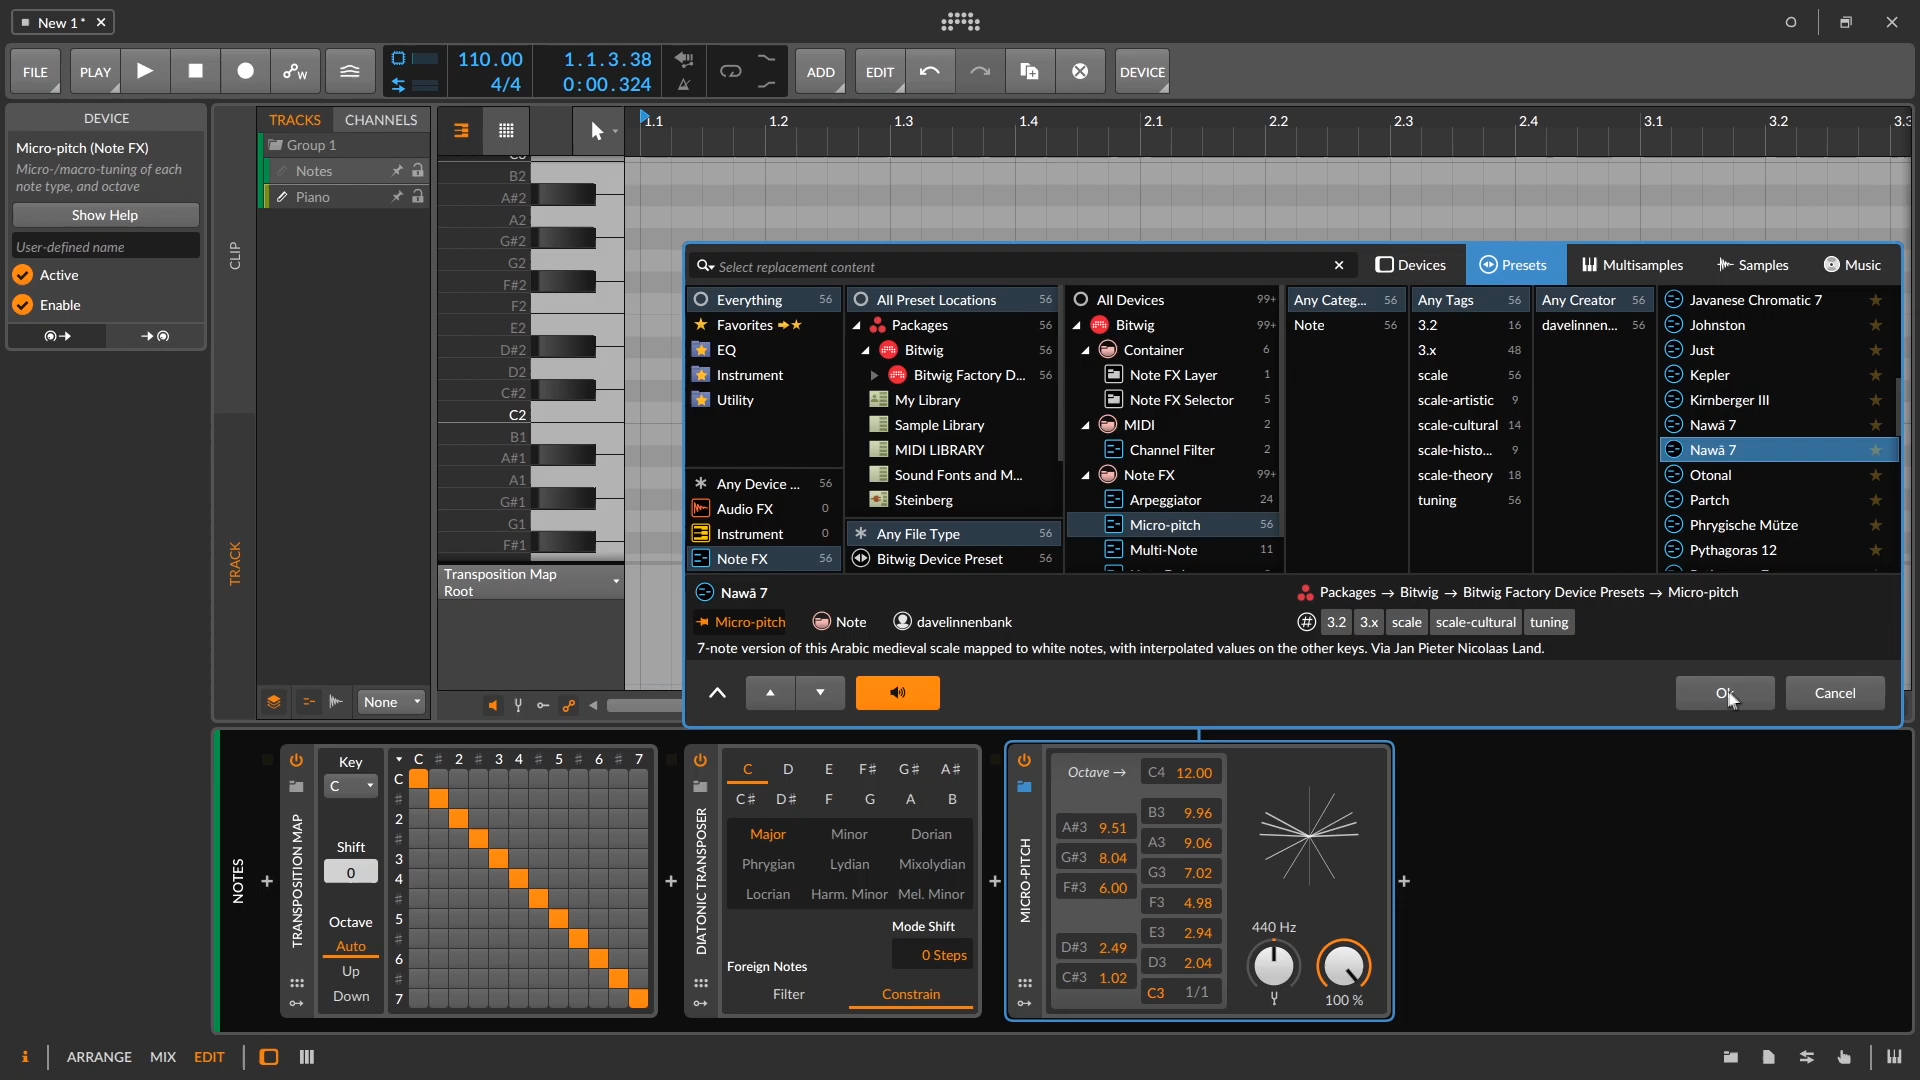 New 1*
FILE
PLAY
110.00
4/4
1.1.3.38
0:00.324
ADD
EDIT
DEVICE
DEVICE
Micro-pitch (Note FX)
Micro-/macro-tuning of each
note type, and octave
Show Help
User-defined name
Active
Enable
CLIP
TRACK
TRACKS
CHANNELS
Group 1
Notes
Piano
None
1.1
1.2
1.3
1.4
2.1
2.2
2.3
2.4
3.1
3.2
B2
A#2
A2
G#2
G2
F#2
F2
E2
D#2
D2
C#2
C2
B1
A#1
A1
G#1
G1
F#1
Transposition Map
Root
Select replacement content
Devices
Presets
Multisamples
Samples
Music
Everything 56
Favorites
EQ
Instrument
Utility
Any Device ... 56
Audio FX 0
Instrument 0
Note FX 56
All Preset Locations 56
Packages 56
Bitwig 56
Bitwig Factory D... 56
My Library
Sample Library
MIDI LIBRARY
Sound Fonts and M...
Steinberg
Any File Type 56
Bitwig Device Preset 56
All Devices 99+
Bitwig 99+
Container 6
Note FX Layer 1
Note FX Selector 5
MIDI 2
Channel Filter 2
Note FX 99+
Arpeggiator 24
Micro-pitch 56
Multi-Note 11
Any Categ... 56
Note 56
Any Tags 56
3.2 16
3.x 48
scale 56
scale-artistic 9
scale-cultural 14
scale-histo... 9
scale-theory 18
tuning 56
Any Creator 56
davelinnen... 56
Javanese Chromatic 7
Johnston
Just
Kepler
Kirnberger III
Nawā 7
Nawā 7
Otonal
Partch
Phrygische Mütze
Pythagoras 12
Nawā 7
Packages → Bitwig → Bitwig Factory Device Presets → Micro-pitch
Micro-pitch
Note
davelinnenbank
3.2
3.x
scale
scale-cultural
tuning
7-note version of this Arabic medieval scale mapped to white notes, with interpolated values on the other keys. Via Jan Pieter Nicolaas Land.
Cancel
NOTES
TRANSPOSITION MAP
Key
C
Shift
0
Octave
Auto
Up
Down
C # 2 # 3 4 # 5 # 6 # 7
C
#
2
#
3
4
#
5
#
6
#
7
DIATONIC TRANSPOSER
C D E F# G# A#
C# D# F G A B
Major Minor Dorian
Phrygian Lydian Mixolydian
Locrian Harm. Minor Mel. Minor
Mode Shift
0 Steps
Foreign Notes
Filter
Constrain
MICRO-PITCH
Octave →
C4 12.00
B3 9.96
A#3 9.51
A3 9.06
G#3 8.04
G3 7.02
F#3 6.00
F3 4.98
E3 2.94
D#3 2.49
D3 2.04
C#3 1.02
C3 1/1
440 Hz
100 %
i
ARRANGE
MIX
EDIT